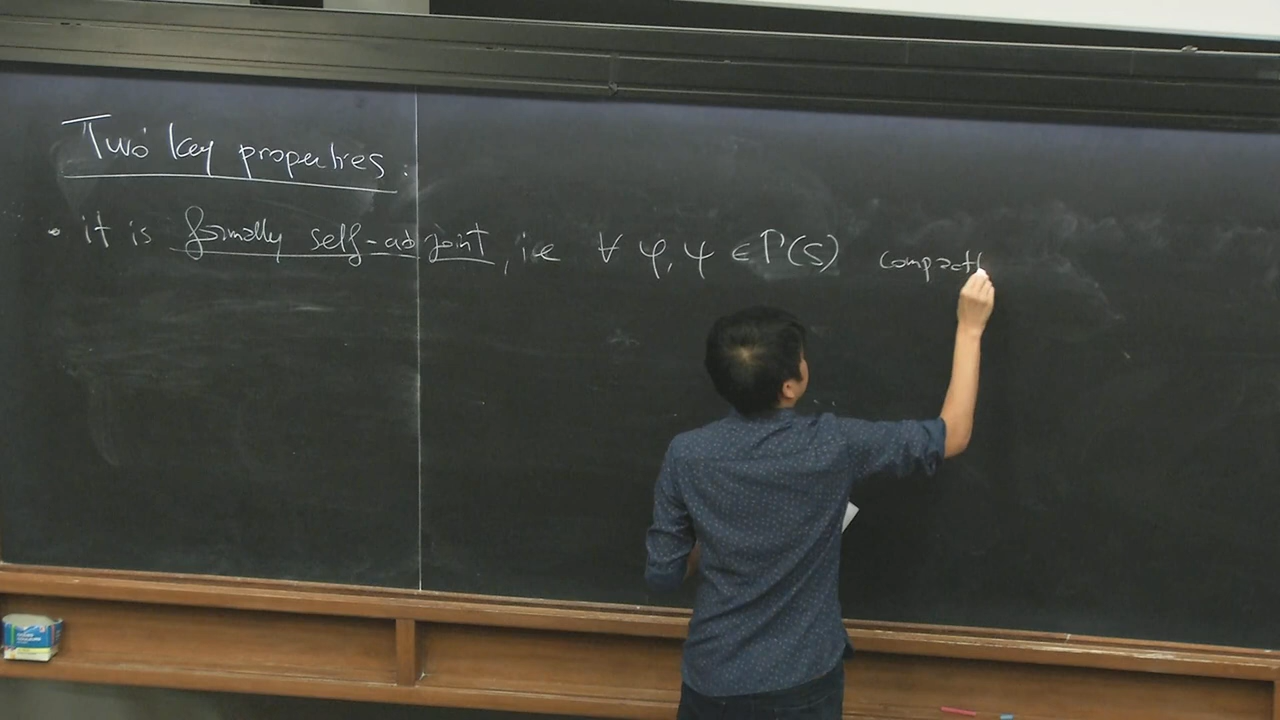 Two key properties:
• it is formally self-adjoint, ie ∀ φ, ψ ∈ Γ(S) compactl